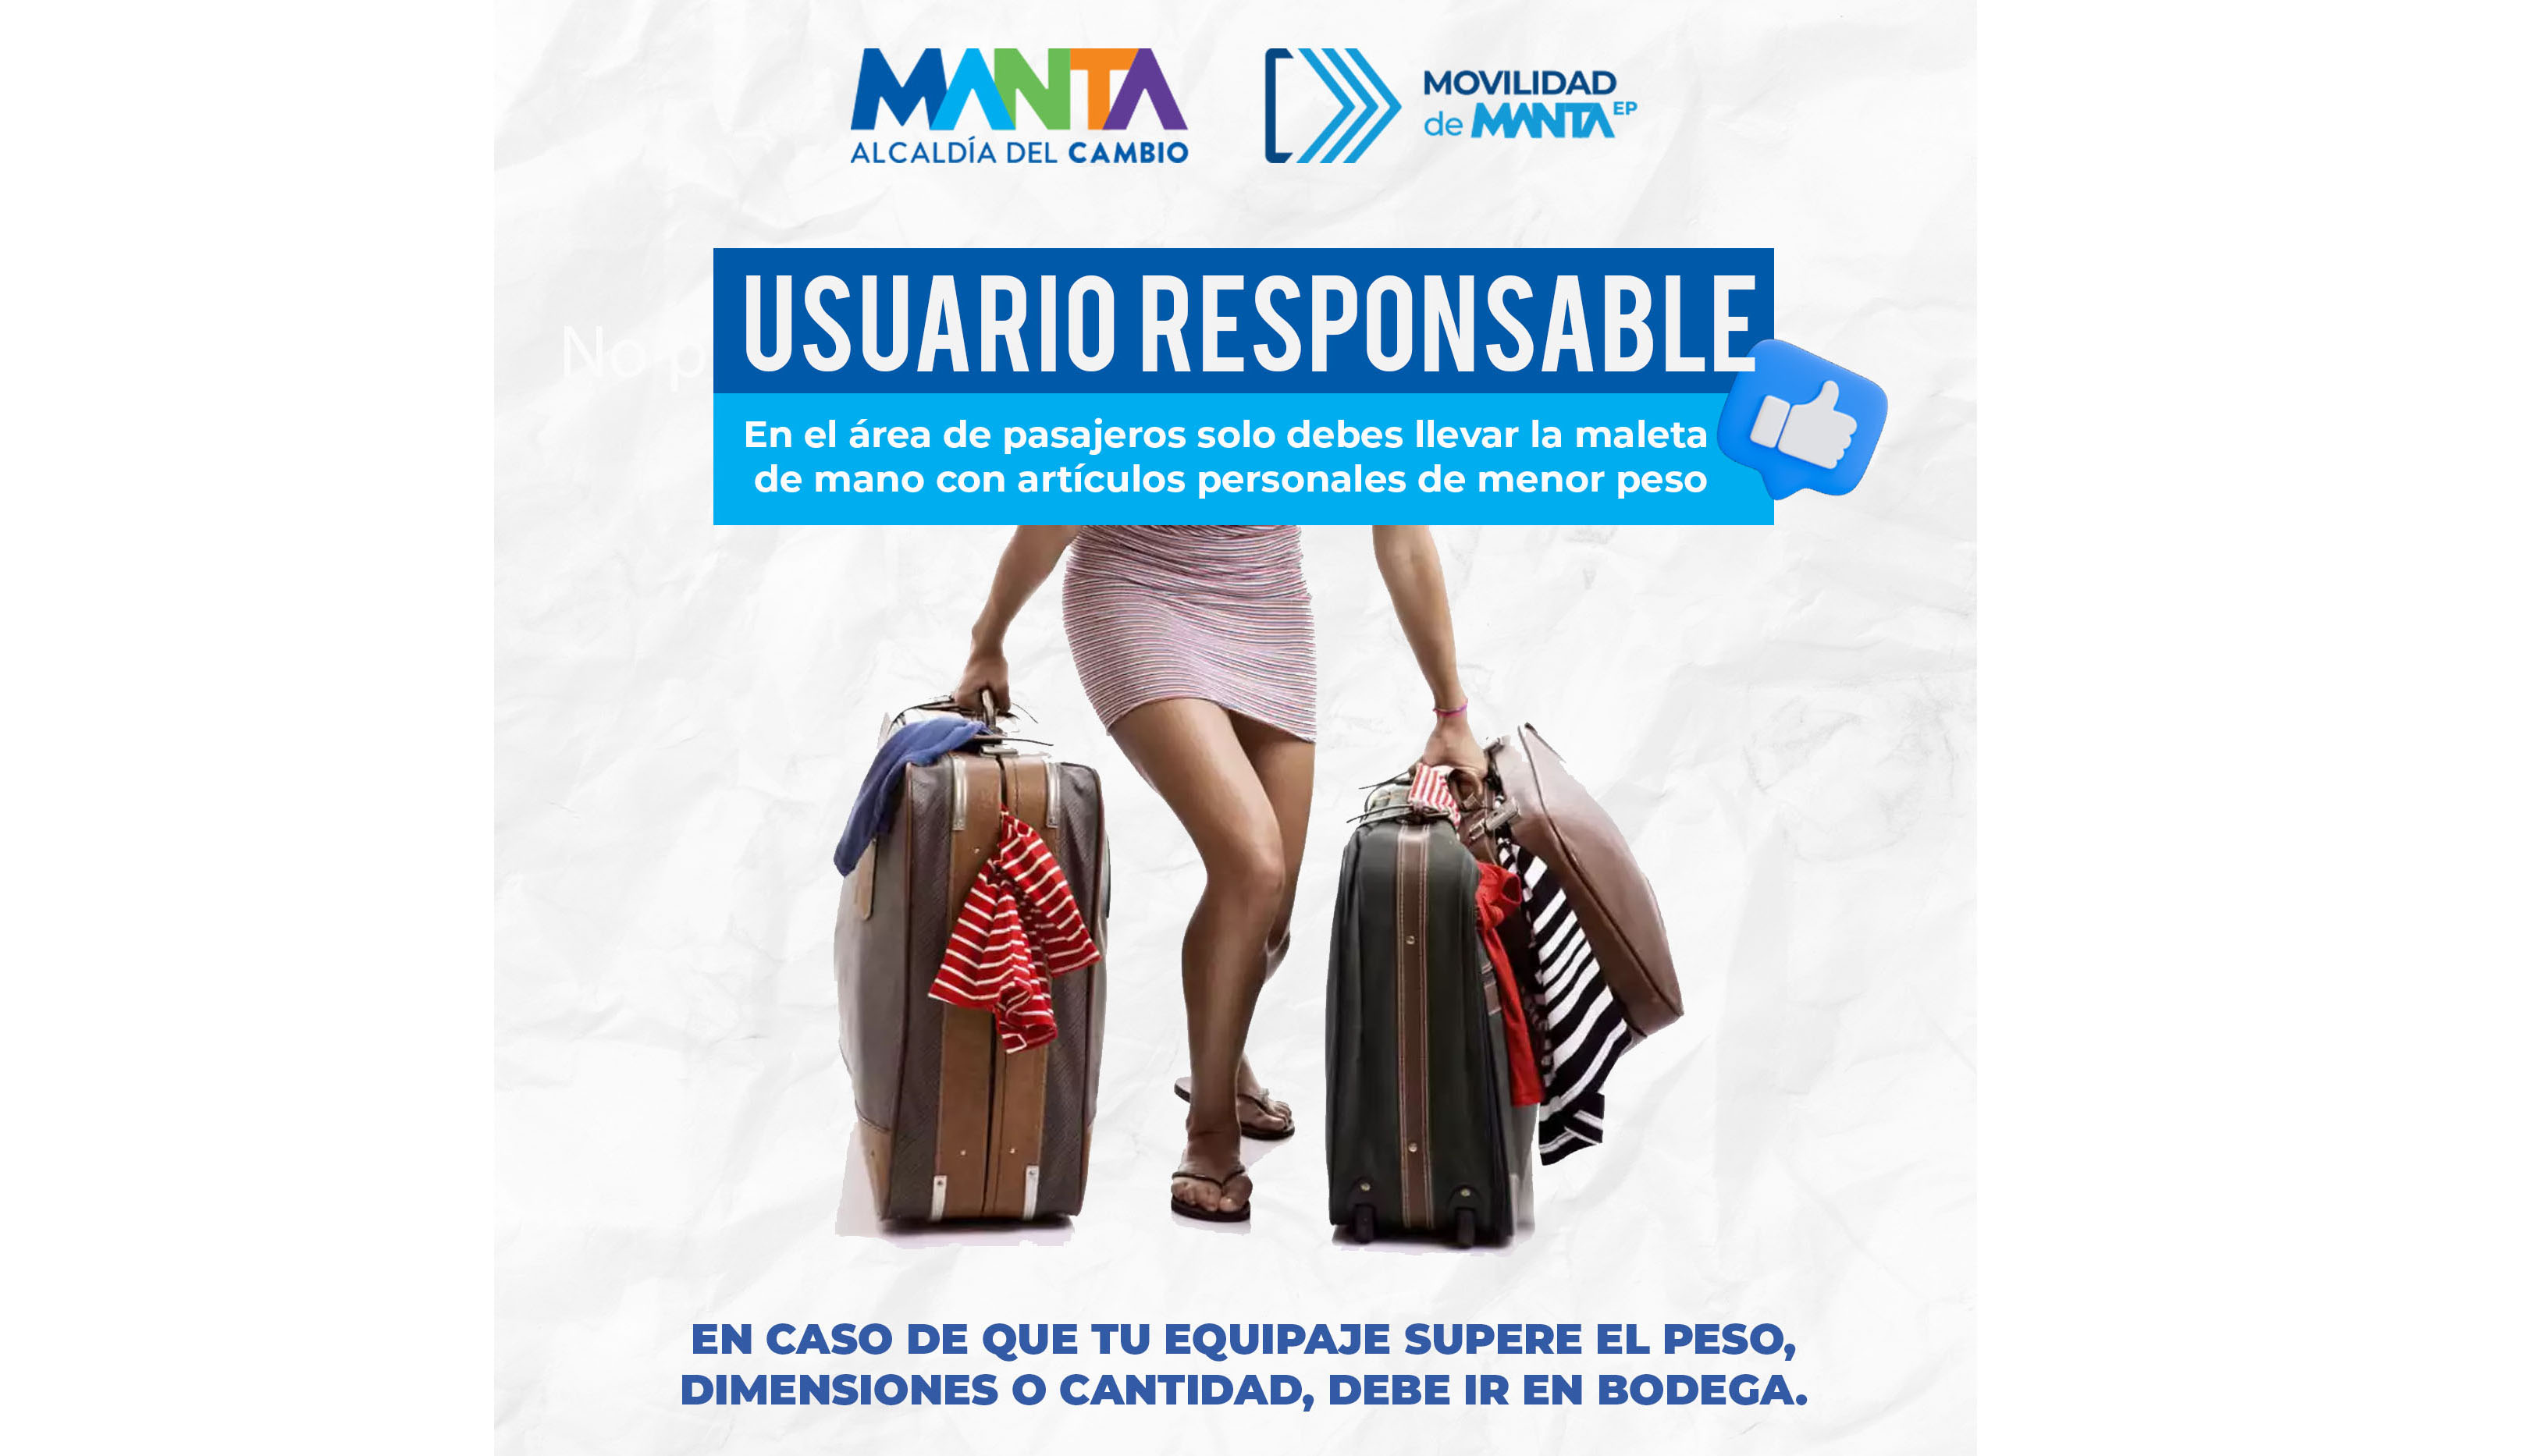 MANTA
ALCALDÍA DEL CAMBIO
MOVILIDAD
de MANTA EP
USUARIO RESPONSABLE
No p
En el área de pasajeros solo debes llevar la maleta
de mano con artículos personales de menor peso
EN CASO DE QUE TU EQUIPAJE SUPERE EL PESO,
DIMENSIONES O CANTIDAD, DEBE IR EN BODEGA.